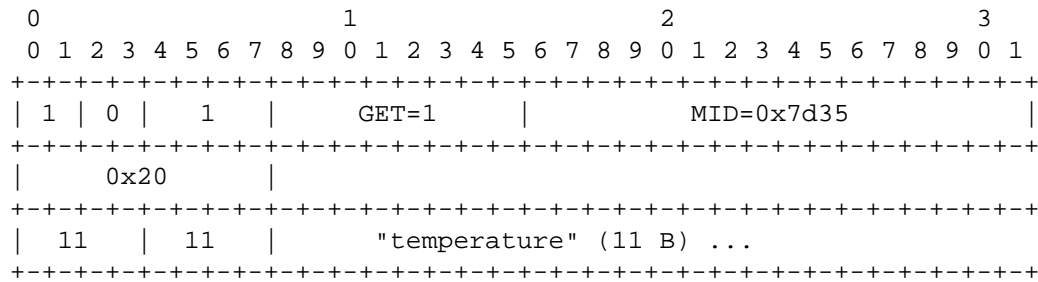 0                   1                   2                   3
 0 1 2 3 4 5 6 7 8 9 0 1 2 3 4 5 6 7 8 9 0 1 2 3 4 5 6 7 8 9 0 1
+-+-+-+-+-+-+-+-+-+-+-+-+-+-+-+-+-+-+-+-+-+-+-+-+-+-+-+-+-+-+-+-+
| 1 | 0 |   1   |     GET=1     |          MID=0x7d35           |
+-+-+-+-+-+-+-+-+-+-+-+-+-+-+-+-+-+-+-+-+-+-+-+-+-+-+-+-+-+-+-+-+
|     0x20      |
+-+-+-+-+-+-+-+-+-+-+-+-+-+-+-+-+-+-+-+-+-+-+-+-+-+-+-+-+-+-+-+-+
|  11   |  11   |      "temperature" (11 B) ...
+-+-+-+-+-+-+-+-+-+-+-+-+-+-+-+-+-+-+-+-+-+-+-+-+-+-+-+-+-+-+-+-+